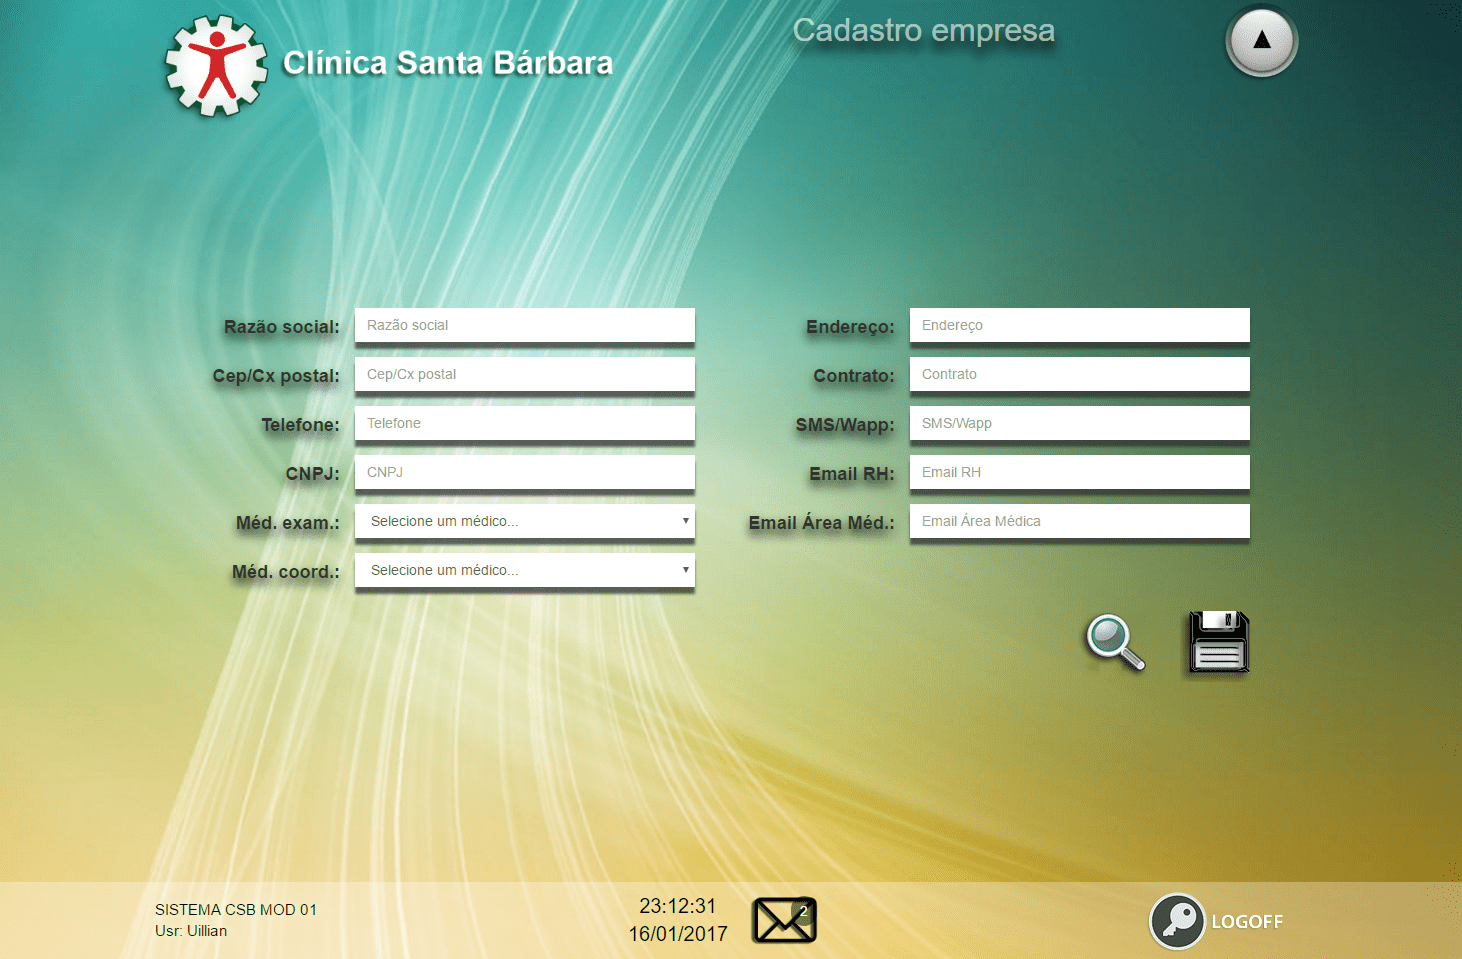 Clínica Santa Bárbara
Cadastro empresa
▲
Razão social: Razão social
Endereço: Endereço
Cep/Cx postal: Cep/Cx postal
Contrato: Contrato
Telefone: Telefone
SMS/Wapp: SMS/Wapp
CNPJ: CNPJ
Email RH: Email RH
Méd. exam.: Selecione um médico...
Email Área Méd.: Email Área Médica
Méd. coord.: Selecione um médico...
SISTEMA CSB MOD 01
Usr: Uillian
23:12:31
16/01/2017
2
LOGOFF